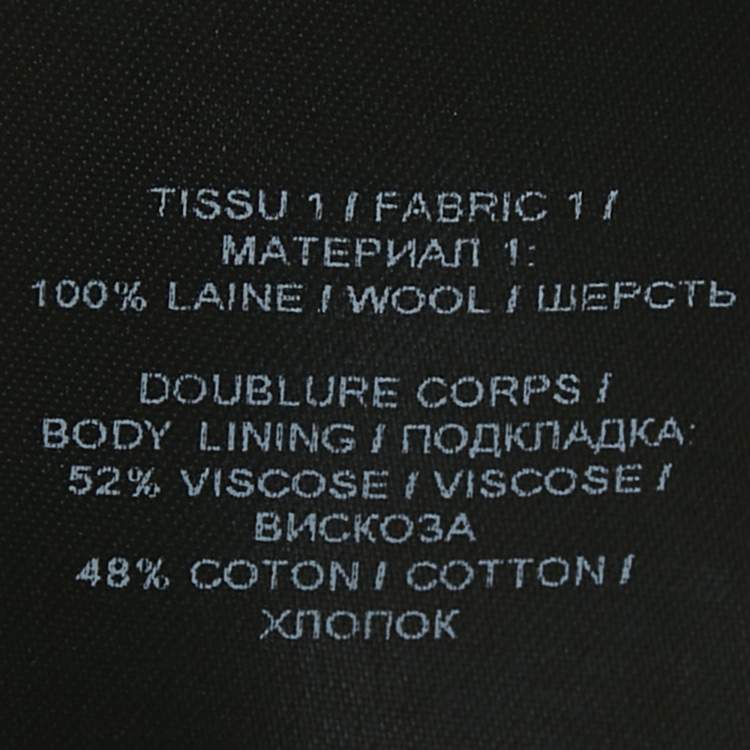 TISSU 1 / FABRIC 1 /
МАТЕРИАЛ 1:
100% LAINE / WOOL / ШЕРСТЬ
DOUBLURE CORPS /
BODY LINING / ПОДКЛАДКА:
52% VISCOSE / VISCOSE /
ВИСКОЗА
48% COTON / COTTON /
ХЛОПОК